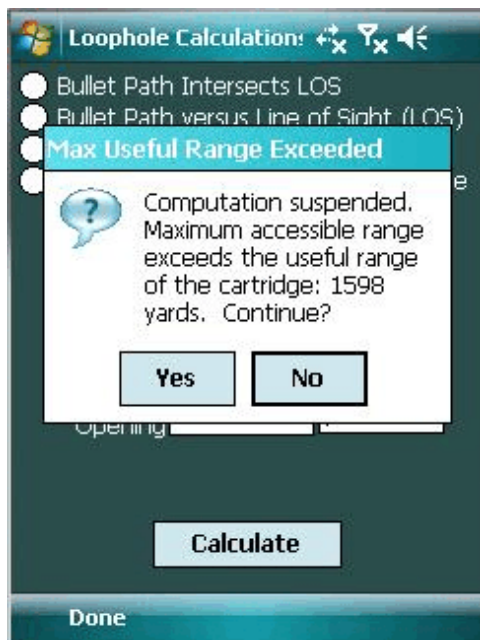 Loophole Calculations
Bullet Path Intersects LOS
Bullet Path versus Line of Sight (LOS)
Max Useful Range Exceeded
e
Computation suspended.
Maximum accessible range
exceeds the useful range
of the cartridge: 1598
yards. Continue?
Yes No
Opening
Calculate
Done